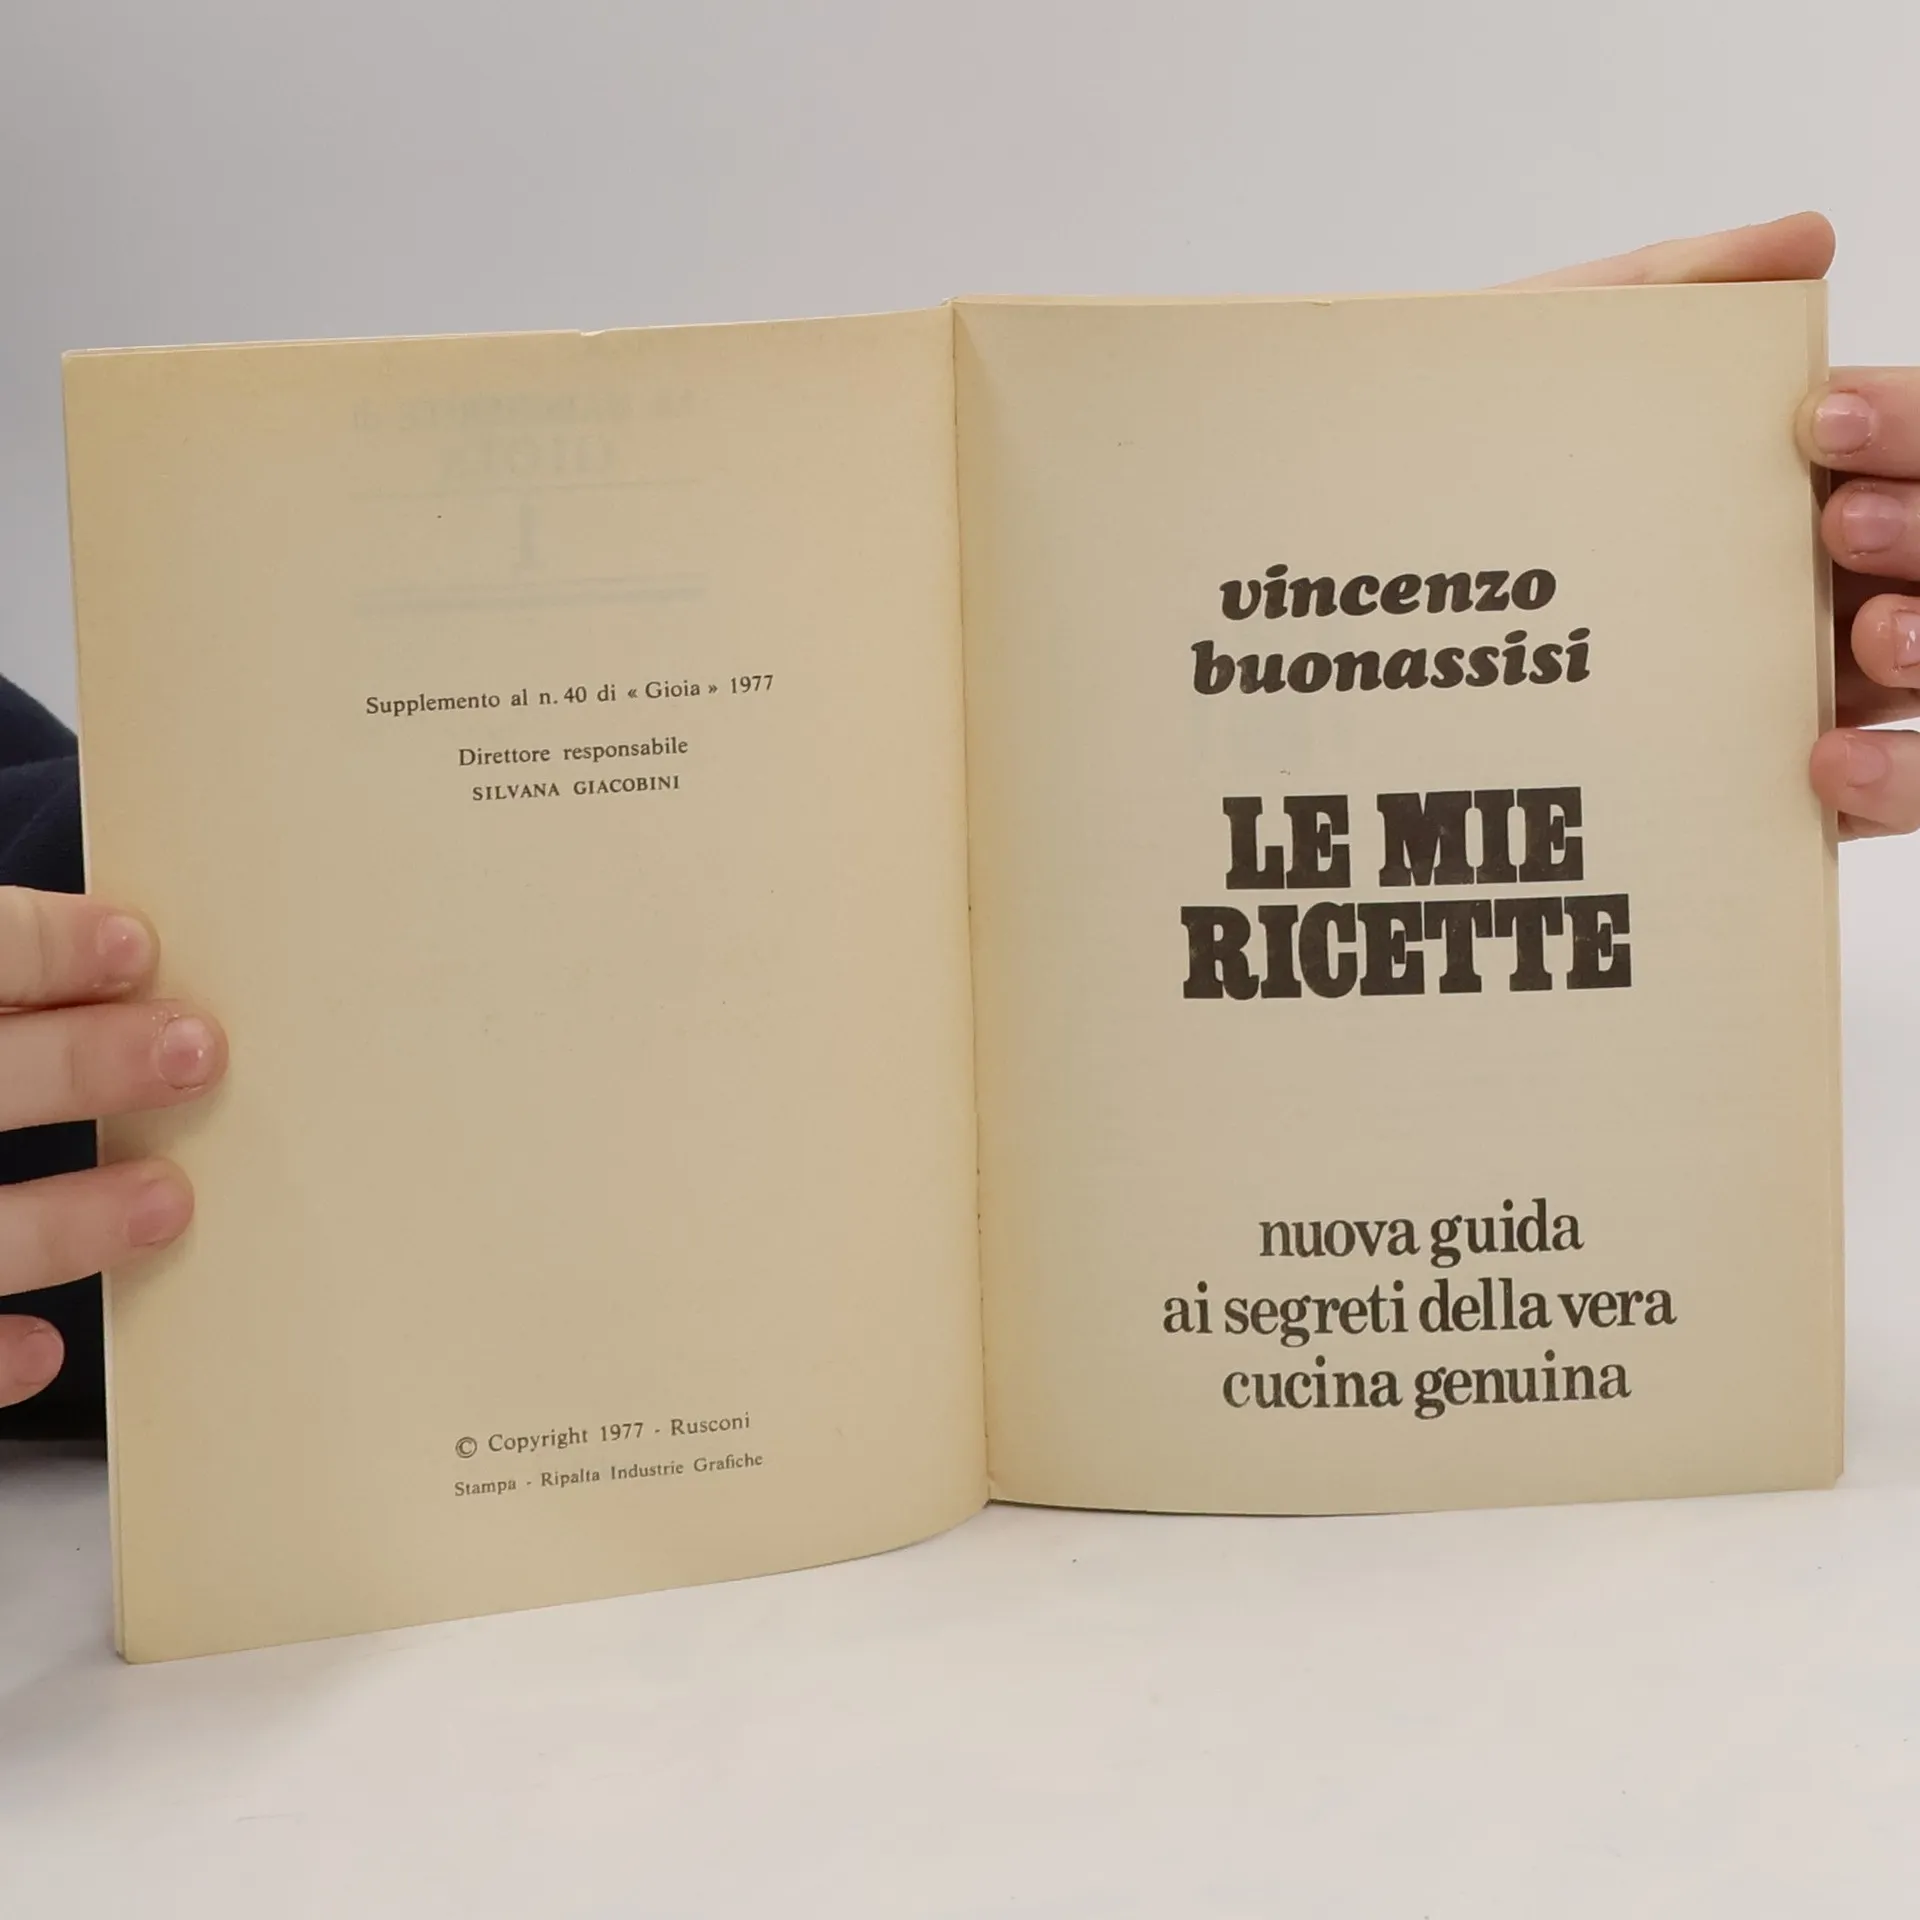 Supplemento al n. 40 di « Gioia » 1977
Direttore responsabile
SILVANA GIACOBINI
© Copyright 1977 - Rusconi
Stampa - Ripalta Industrie Grafiche
vincenzo
buonassisi
LE MIE
RICETTE
nuova guida
ai segreti della vera
cucina genuina